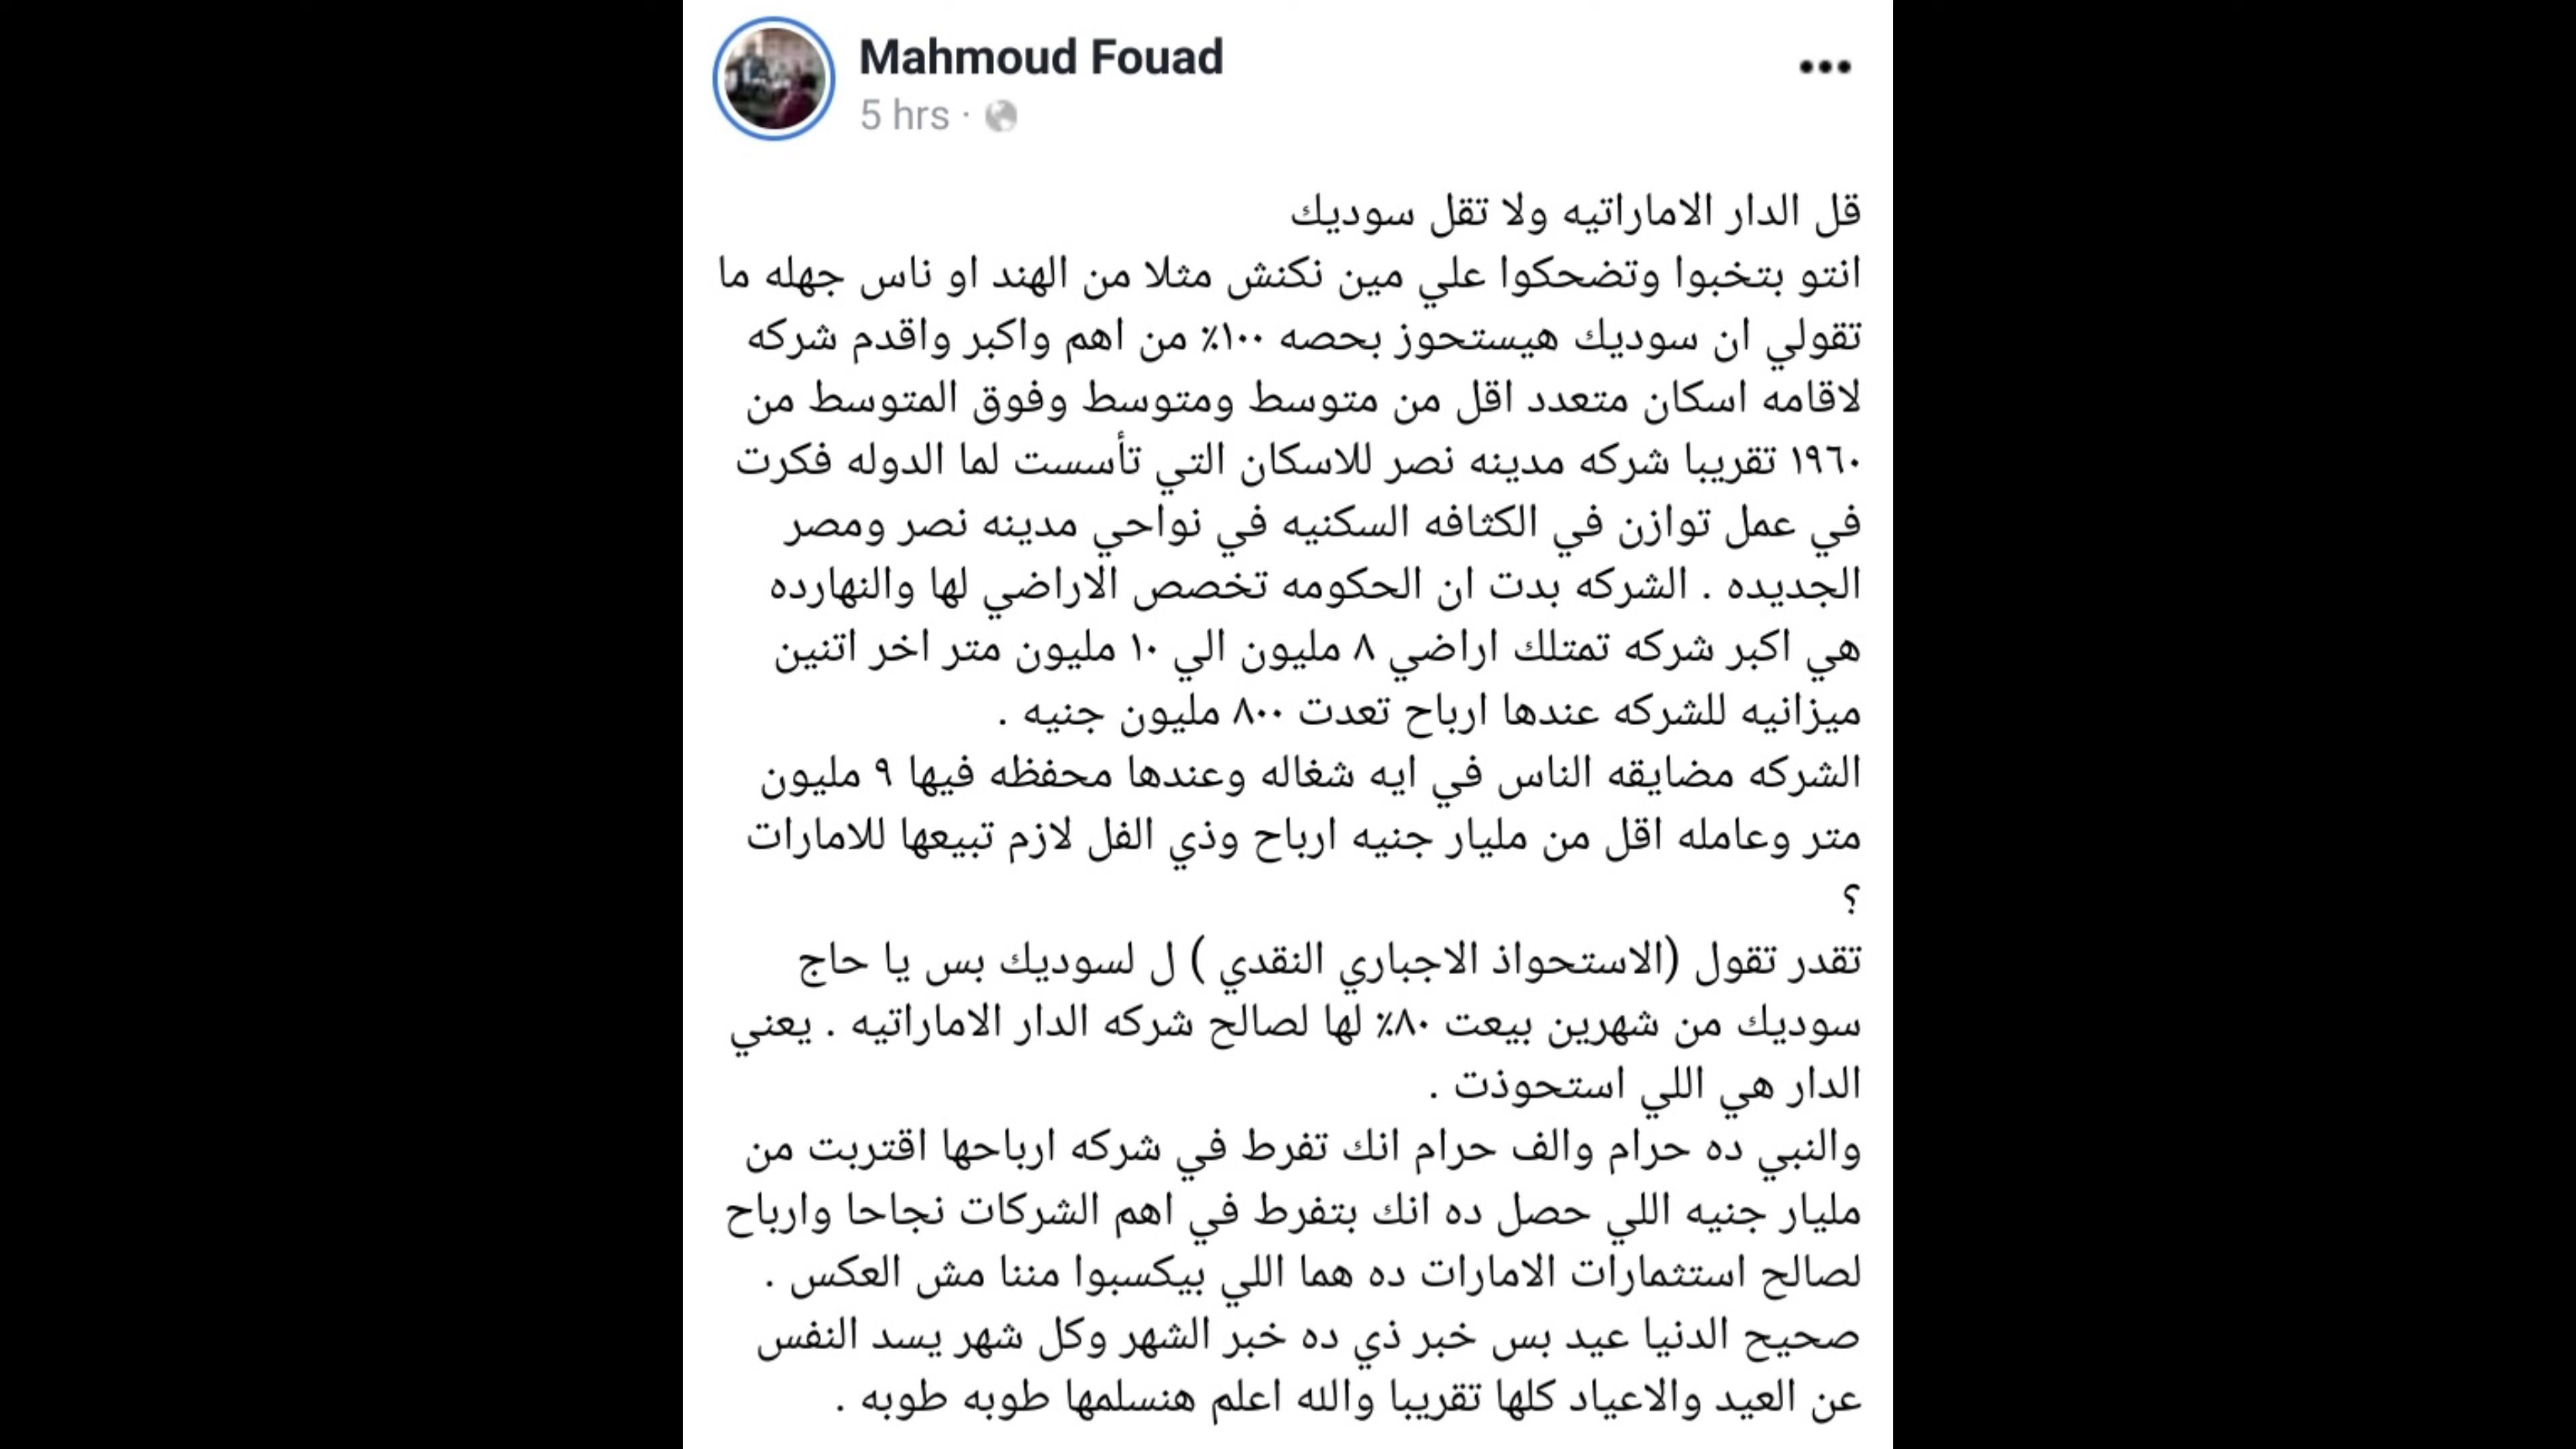 Mahmoud Fouad
5 hrs ·
قل الدار الاماراتيه ولا تقل سوديك
انتو بتخبوا وتضحكوا علي مين نكنش مثلا من الهند او ناس جهله ما
تقولي ان سوديك هيستحوز بحصه ١٠٠٪ من اهم واكبر واقدم شركه
لاقامه اسكان متعدد اقل من متوسط ومتوسط وفوق المتوسط من
١٩٦٠ تقريبا شركه مدينه نصر للاسكان التي تأسست لما الدوله فكرت
في عمل توازن في الكثافه السكنيه في نواحي مدينه نصر ومصر
الجديده . الشركه بدت ان الحكومه تخصص الاراضي لها والنهارده
هي اكبر شركه تمتلك اراضي ٨ مليون الي ١٠ مليون متر اخر اتنين
ميزانيه للشركه عندها ارباح تعدت ٨٠٠ مليون جنيه .
الشركه مضايقه الناس في ايه شغاله وعندها محفظه فيها ٩ مليون
متر وعامله اقل من مليار جنيه ارباح وذي الفل لازم تبيعها للامارات
؟
تقدر تقول (الاستحواذ الاجباري النقدي ) ل لسوديك بس يا حاج
سوديك من شهرين بيعت ٨٠٪ لها لصالح شركه الدار الاماراتيه . يعني
الدار هي اللي استحوذت .
والنبي ده حرام والف حرام انك تفرط في شركه ارباحها اقتربت من
مليار جنيه اللي حصل ده انك بتفرط في اهم الشركات نجاحا وارباح
لصالح استثمارات الامارات ده هما اللي بيكسبوا مننا مش العكس .
صحيح الدنيا عيد بس خبر ذي ده خبر الشهر وكل شهر يسد النفس
عن العيد والاعياد كلها تقريبا والله اعلم هنسلمها طوبه طوبه .